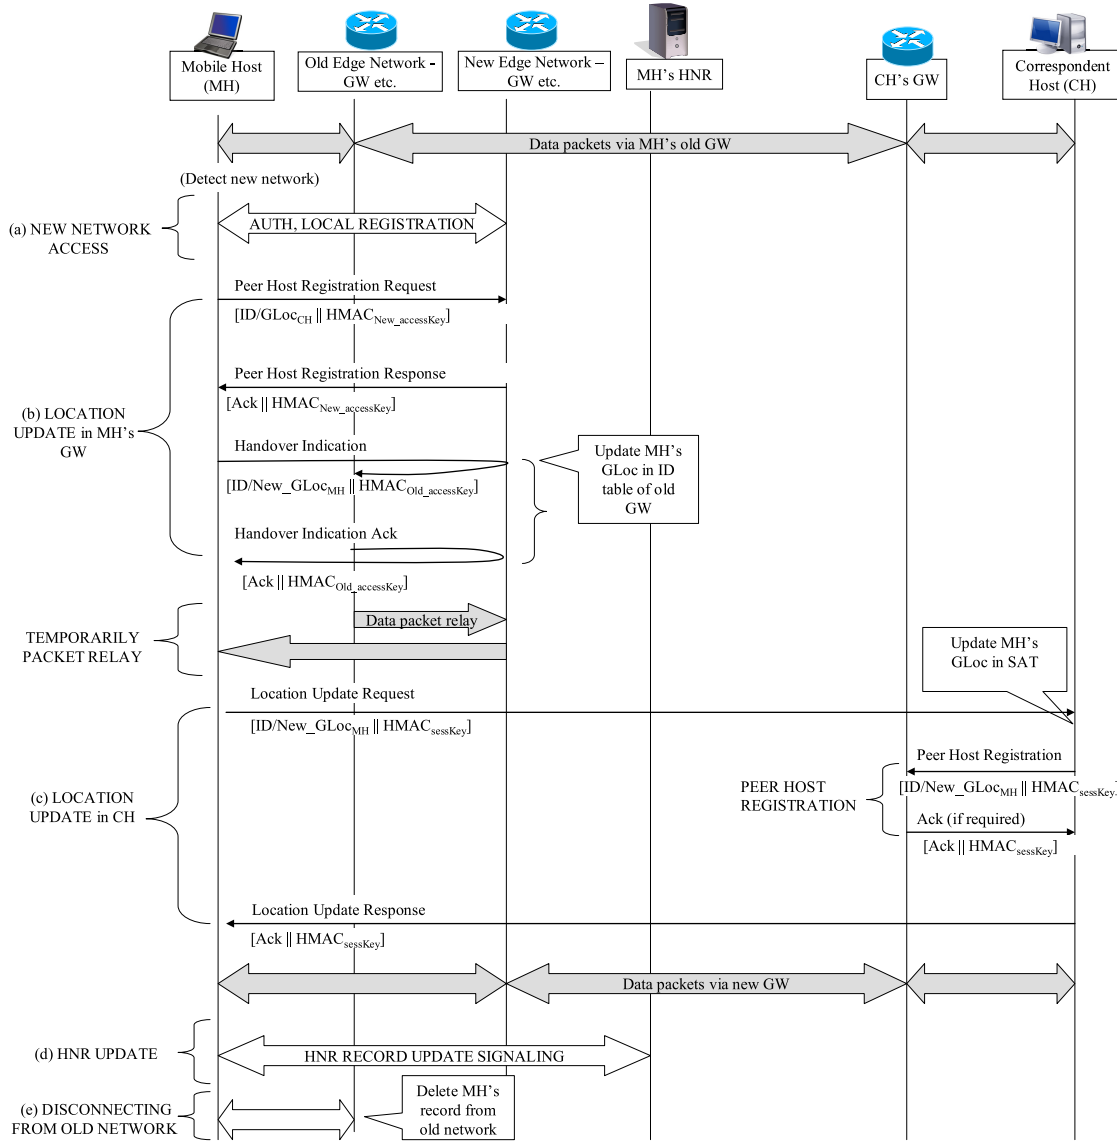 Mobile Host
(MH)
Old Edge Network -
GW etc.
New Edge Network –
GW etc.
MH's HNR
CH's GW
Correspondent
Host (CH)
Data packets via MH's old GW
(Detect new network)
(a) NEW NETWORK
ACCESS
AUTH, LOCAL REGISTRATION
Peer Host Registration Request
[ID/GLocCH || HMACNew_accessKey]
Peer Host Registration Response
[Ack || HMACNew_accessKey]
(b) LOCATION
UPDATE in MH's
GW
Handover Indication
[ID/New_GLocMH || HMACOld_accessKey]
Update MH's
GLoc in ID
table of old
GW
Handover Indication Ack
[Ack || HMACOld_accessKey]
Data packet relay
TEMPORARILY
PACKET RELAY
Update MH's
GLoc in SAT
Location Update Request
[ID/New_GLocMH || HMACsessKey]
Peer Host Registration
[ID/New_GLocMH || HMACsessKey]
PEER HOST
REGISTRATION
Ack (if required)
[Ack || HMACsessKey]
(c) LOCATION
UPDATE in CH
Location Update Response
[Ack || HMACsessKey]
Data packets via new GW
(d) HNR UPDATE
HNR RECORD UPDATE SIGNALING
(e) DISCONNECTING
FROM OLD NETWORK
Delete MH's
record from
old network